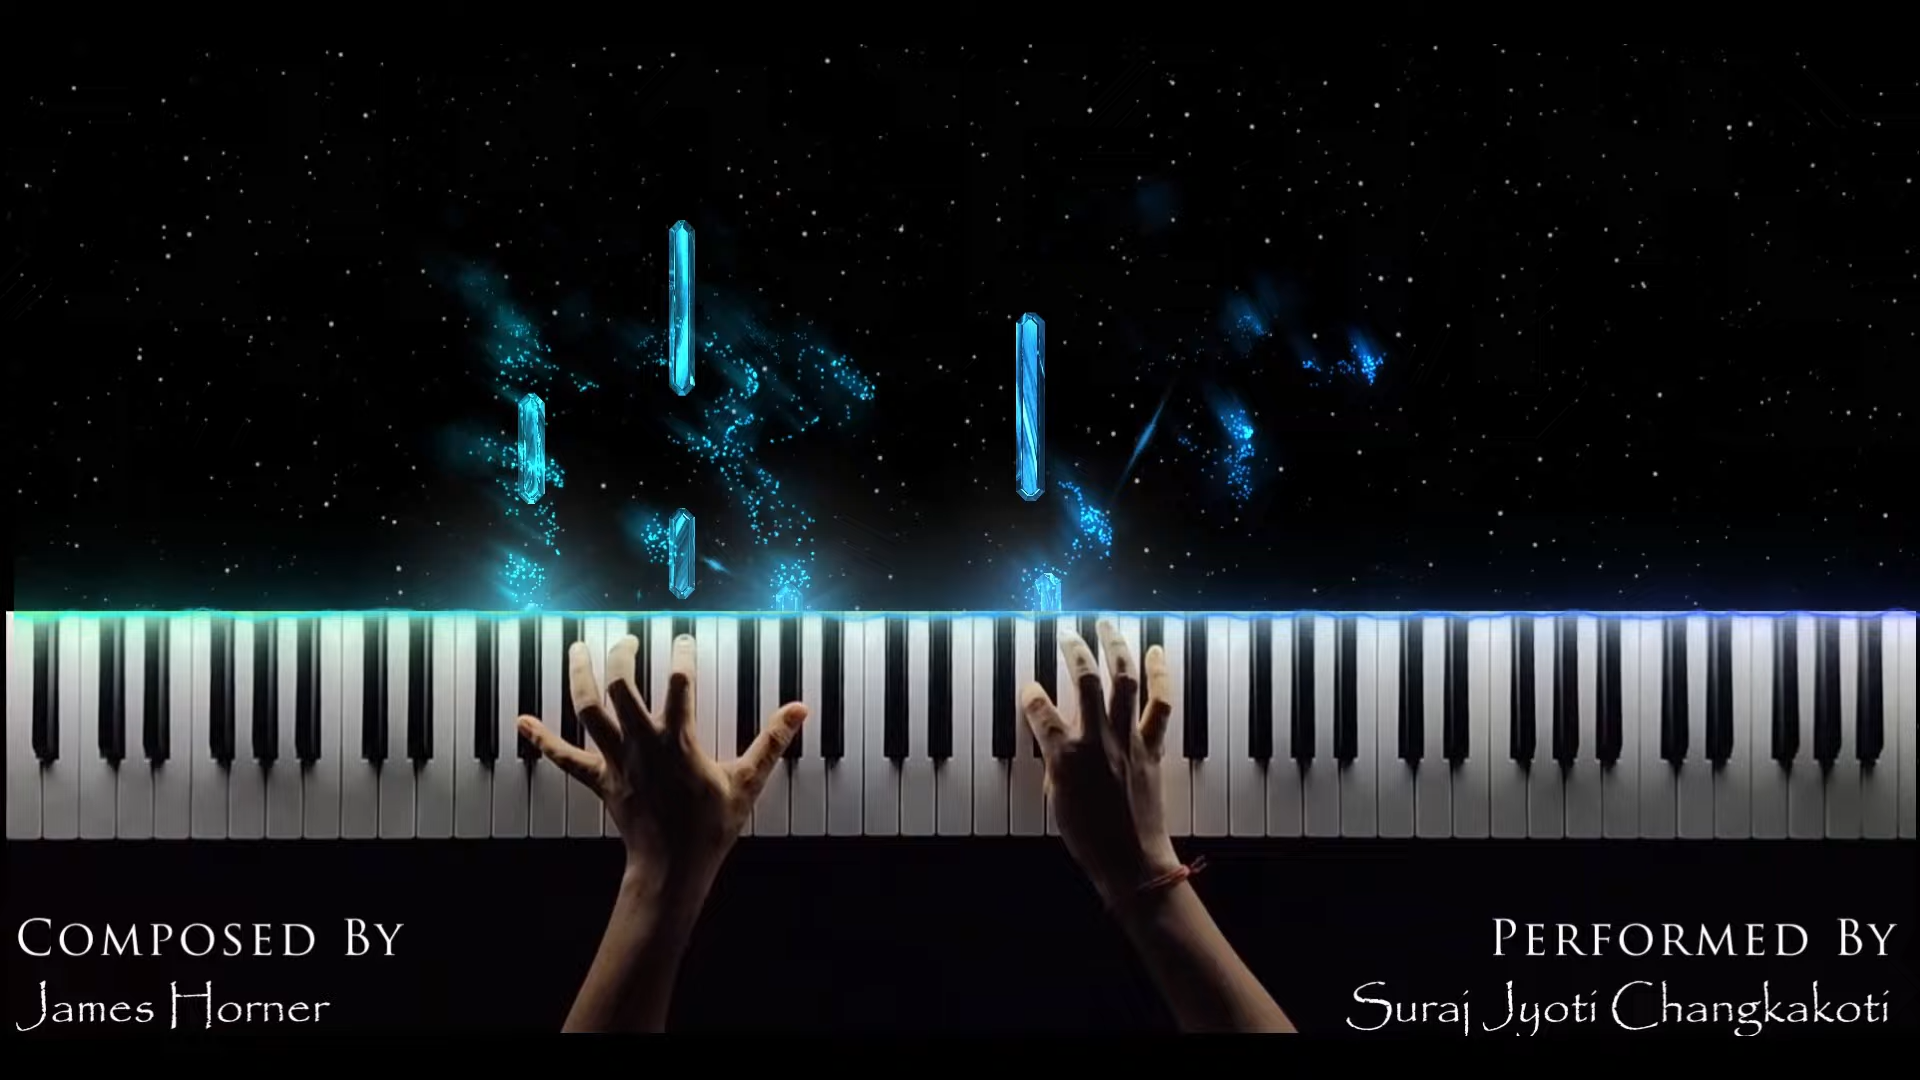 Composed By
James Horner
Performed By
Suraj Jyoti Changkakoti